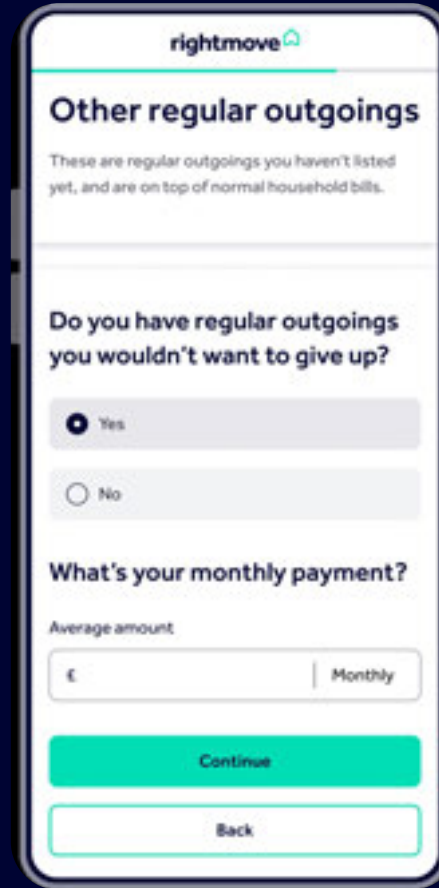 rightmove
Other regular outgoings
These are regular outgoings you haven't listed
yet, and are on top of normal household bills.
Do you have regular outgoings
you wouldn't want to give up?
Yes
No
What's your monthly payment?
Average amount
£ Monthly
Continue
Back